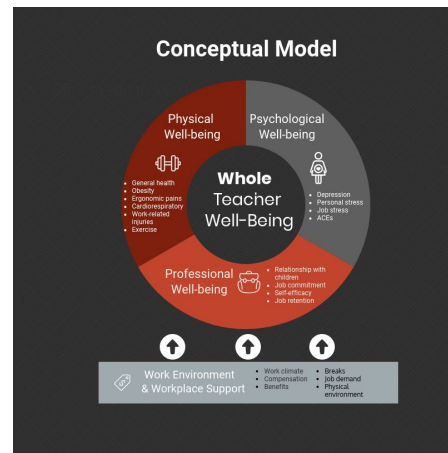 Conceptual Model
Physical
Well-being
General health
Obesity
Ergonomic pains
Cardiorespiratory
Work-related
injuries
Exercise
Psychological
Well-being
Depression
Personal stress
Job stress
ACEs
Whole
Teacher
Well-Being
Professional
Well-being
Relationship with
children
Job commitment
Self-efficacy
Job retention
Work Environment
& Workplace Support
Work climate
Compensation
Benefits
Breaks
Job demand
Physical
environment